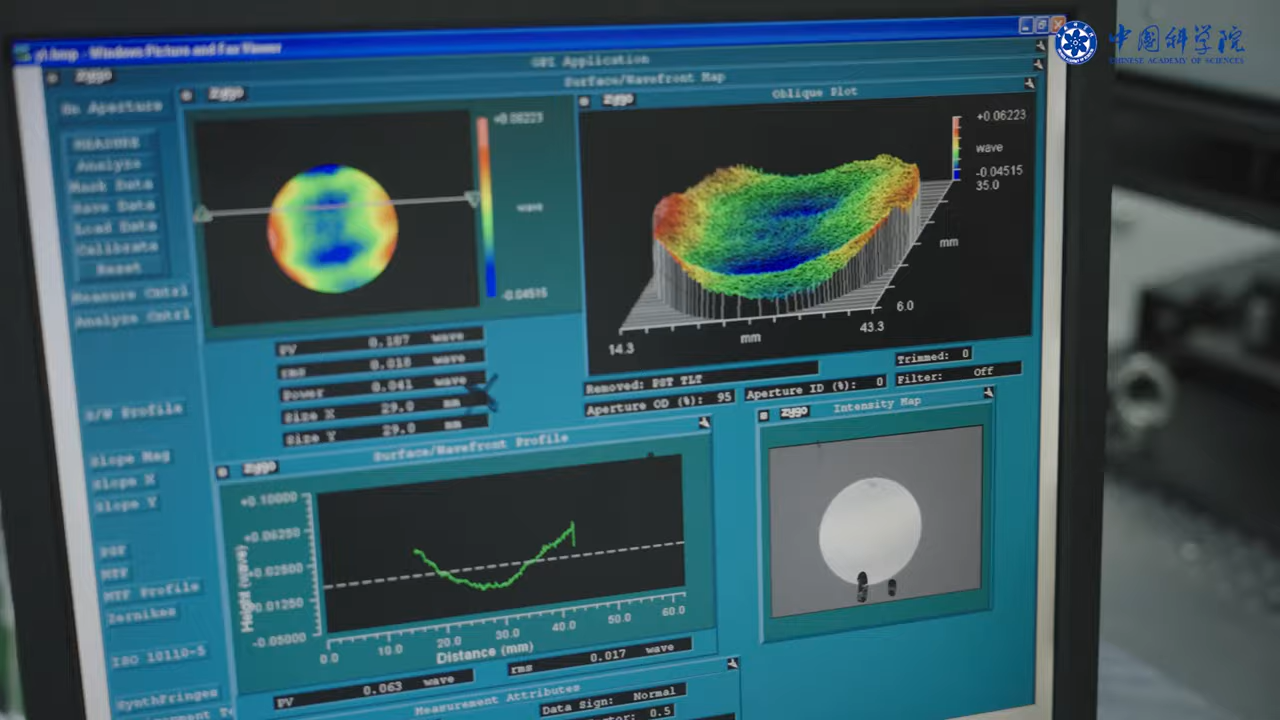 中国科学院
CHINESE ACADEMY OF SCIENCES
Windows Picture and Fax Viewer
GPI Application
zygo
Surface/Wavefront Map
No Aperture
MEASURE
Analyze
Mask Data
Save Data
Load Data
Calibrate
Reset
Measure Cntrl
Analyze Cntrl
S/W Profile
Slope Mag
Slope X
Slope Y
PSF
MTF
MTF Profile
Zernikes
ISO 10110-5
SynthFringes
zygo
+0.06223
wave
-0.04515
PV 0.107 wave
rms 0.018 wave
Power 0.041 wave
Size X 29.0 mm
Size Y 29.0 mm
zygo
Oblique Plot
+0.06223
wave
-0.04515
35.0
mm
6.0
43.3
mm
14.3
Removed: PST TLT
Trimmed: 0
Aperture OD (%): 95
Aperture ID (%): 0
Filter: Off
zygo
Surface/Wavefront Profile
+0.10000
+0.06250
+0.02500
-0.01250
-0.05000
Height (wave)
0.0 10.0 20.0 30.0 40.0 50.0 60.0
Distance (mm)
PV 0.063 wave
rms 0.017 wave
zygo
Intensity Map
Measurement Attributes
Data Sign: Normal
0.5